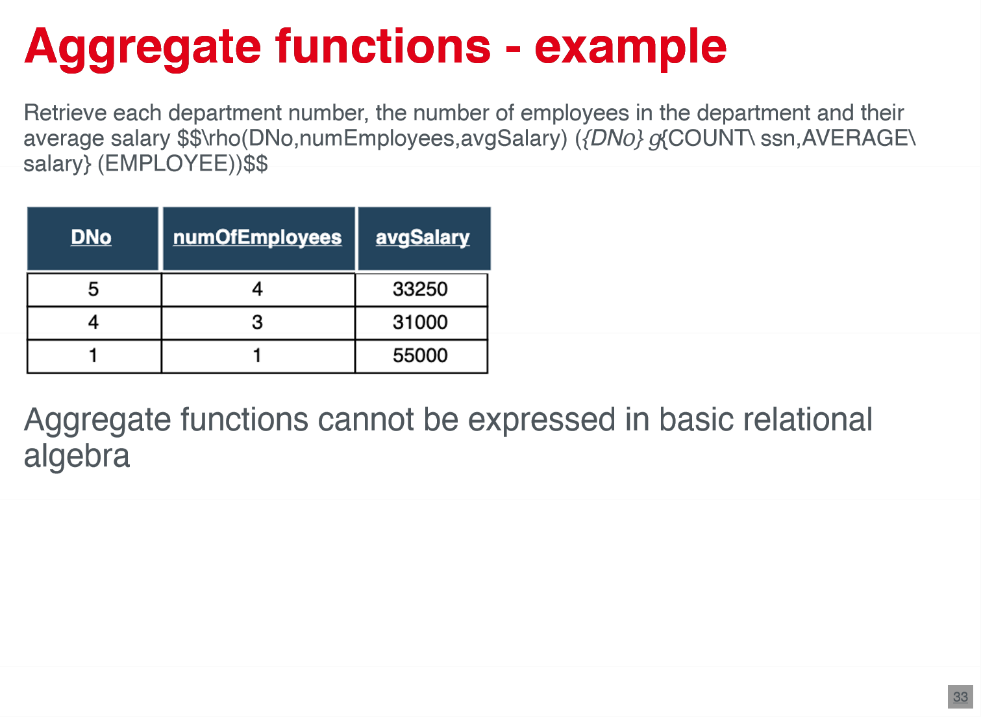 Aggregate functions - example
Retrieve each department number, the number of employees in the department and their
average salary $$\rho(DNo,numEmployees,avgSalary) ({DNo} g{COUNT\ ssn,AVERAGE\
salary} (EMPLOYEE))$$
DNo numOfEmployees avgSalary
5 4 33250
4 3 31000
1 1 55000
Aggregate functions cannot be expressed in basic relational
algebra
33